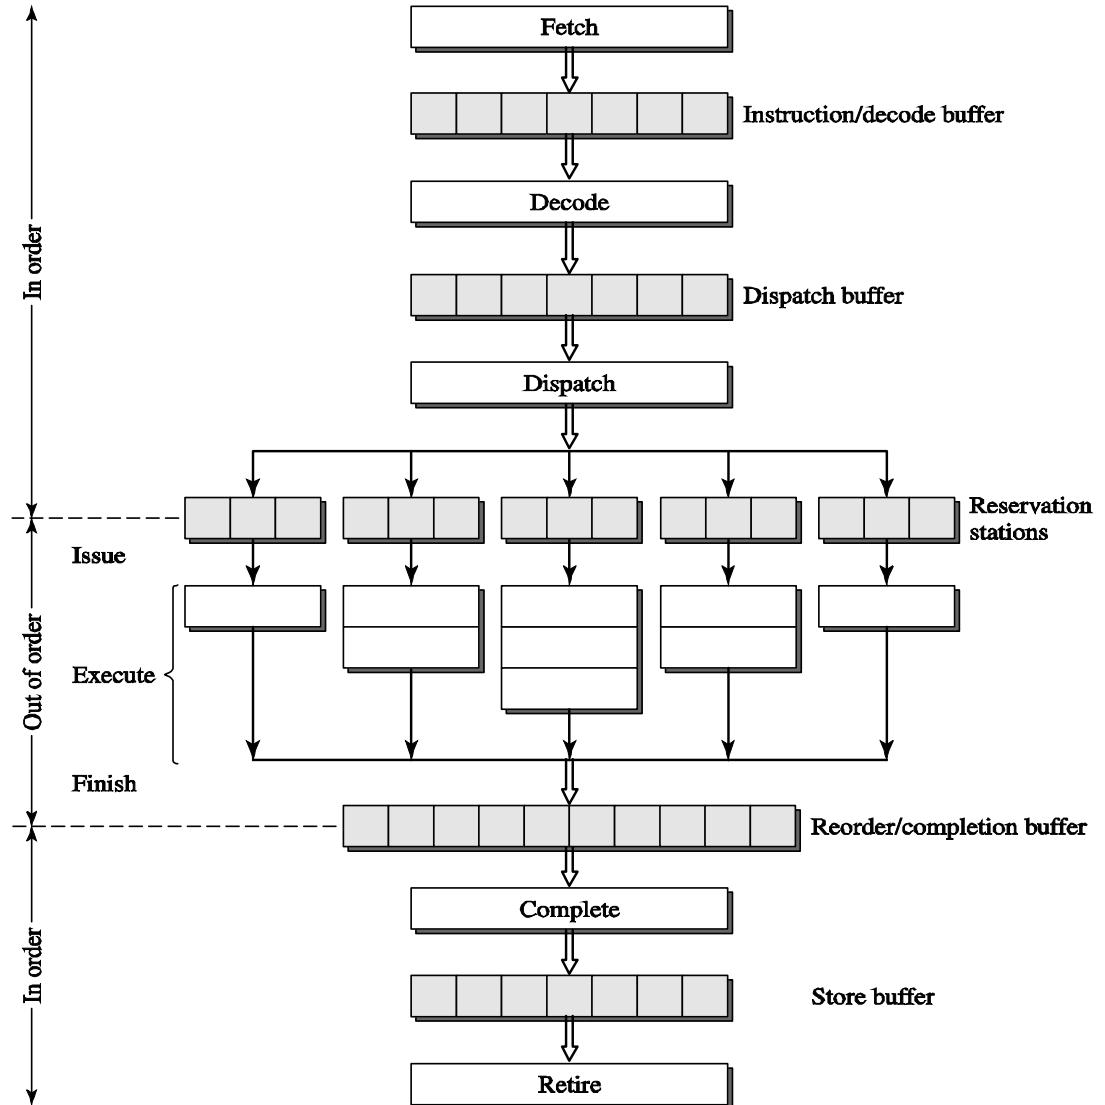 Fetch
Instruction/decode buffer
Decode
In order
Dispatch buffer
Dispatch
Reservation
stations
Issue
Execute
Out of order
Finish
Reorder/completion buffer
Complete
In order
Store buffer
Retire